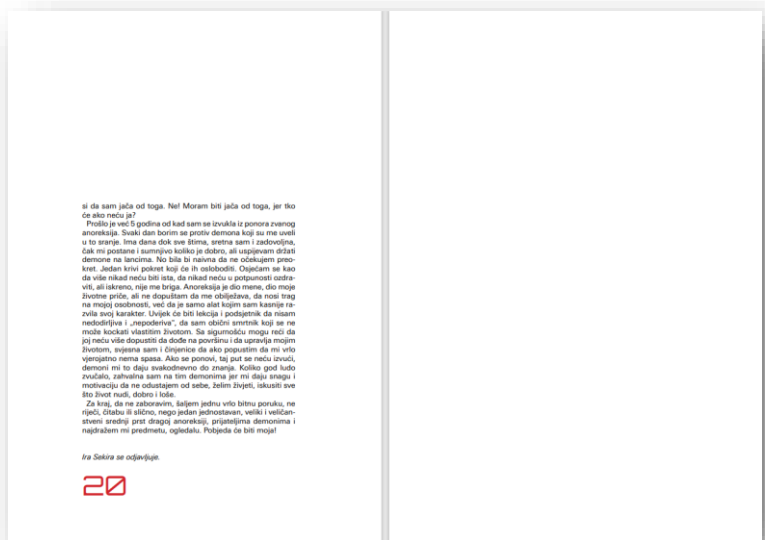 si da sam jača od toga. Ne! Moram biti jača od toga, jer tko
će ako neću ja?
Prošlo je već 5 godina od kad sam se izvukla iz ponora zvanog
anoreksija. Svaki dan borim se protiv demona koji su me uveli
u to sranje. Ima dana dok sve štima, sretna sam i zadovoljna,
čak mi postane i sumnjivo koliko je dobro, ali uspijevam držati
demone na lancima. No bila bi naivna da ne očekujem preo-
kret. Jedan krivi pokret koji će ih osloboditi. Osjećam se kao
da više nikad neću biti ista, da nikad neću u potpunosti ozdra-
viti, ali iskreno, nije me briga. Anoreksija je dio mene, dio moje
životne priče, ali ne dopuštam da me obilježava, da nosi trag
na mojoj osobnosti, već da je samo alat kojim sam kasnije ra-
zvila svoj karakter. Uvijek će biti lekcija i podsjetnik da nisam
nedodirljiva i „nepoderiva", da sam obični smrtnik koji se ne
može kockati vlastitim životom. Sa sigurnošću mogu reći da
joj neću više dopustiti da dođe na površinu i da upravlja mojim
životom, svjesna sam i činjenice da ako popustim da mi vrlo
vjerojatno nema spasa. Ako se ponovi, taj put se neću izvući,
demoni mi to daju svakodnevno do znanja. Koliko god ludo
zvučalo, zahvalna sam na tim demonima jer mi daju snagu i
motivaciju da ne odustajem od sebe, želim živjeti, iskusiti sve
što život nudi, dobro i loše.
Za kraj, da ne zaboravim, šaljem jednu vrlo bitnu poruku, ne
riječi, čitabu ili slično, nego jedan jednostavan, veliki i veličan-
stveni srednji prst dragoj anoreksiji, prijateljima demonima i
najdražem mi predmetu, ogledalu. Pobjeda će biti moja!
Ira Sekira se odjavljuje.
20